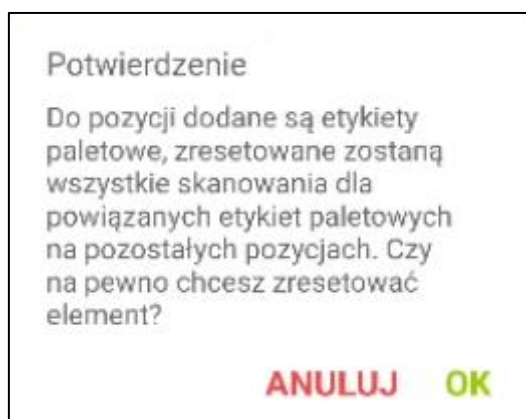 Potwierdzenie
Do pozycji dodane są etykiety
paletowe, zresetowane zostaną
wszystkie skanowania dla
powiązanych etykiet paletowych
na pozostałych pozycjach. Czy
na pewno chcesz zresetować
element?
ANULUJ OK